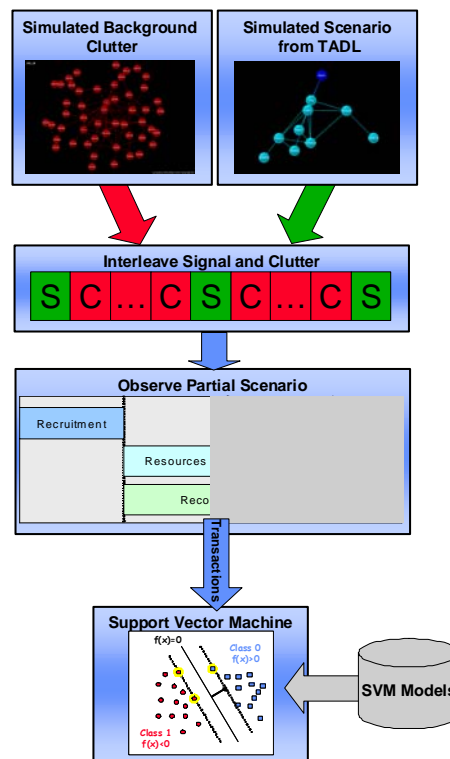 Simulated Background
Clutter
Simulated Scenario
from TADL
Interleave Signal and Clutter
S C ... C S C ... C S
Observe Partial Scenario
Recruitment
Resources
Reco
Transactions
Support Vector Machine
f(x)=0
Class 0
f(x)>0
Class 1
f(x)<0
SVM Models